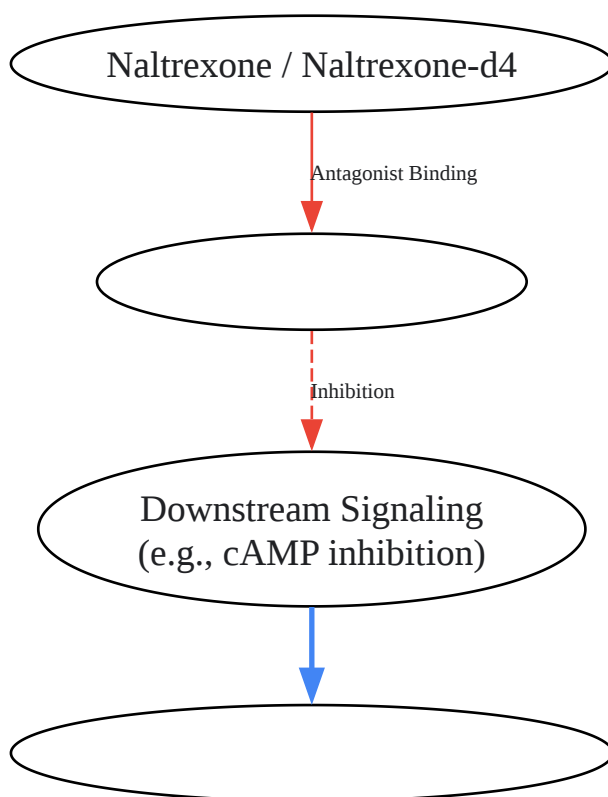 Naltrexone / Naltrexone-d4
Antagonist Binding
Inhibition
Downstream Signaling
(e.g., cAMP inhibition)